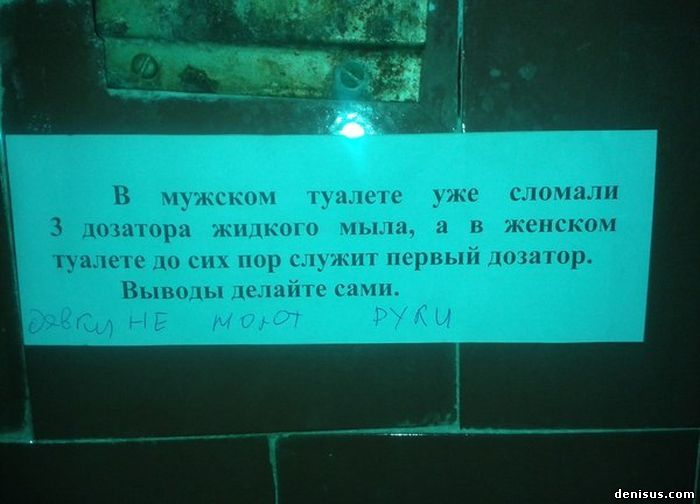 В мужском туалете уже сломали
3 дозатора жидкого мыла, а в женском
туалете до сих пор служит первый дозатор.
Выводы делайте сами.
НЕ моют РУКИ
denisus.com